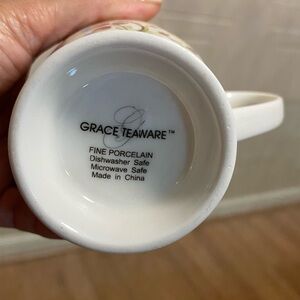 G
GRACE TEAWARE™
FINE PORCELAIN
Dishwasher Safe
Microwave Safe
Made in China